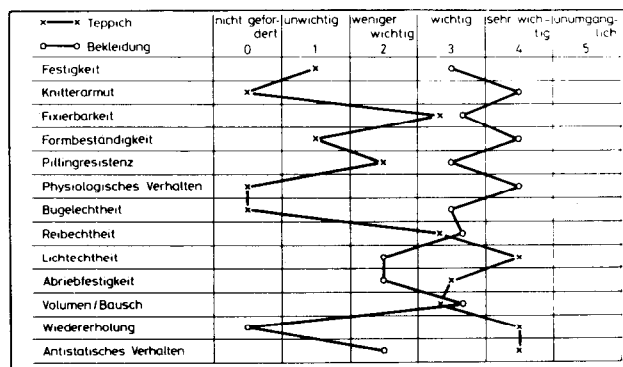 Teppich
Bekleidung
nicht gefor-
dert
0
unwichtig
1
weniger
wichtig
2
wichtig
3
sehr wich-
tig
4
unumgäng-
lich
5
Festigkeit
Knitterarmut
Fixierbarkeit
Formbeständigkeit
Pillingresistenz
Physiologisches Verhalten
Bugelechtheit
Reibechtheit
Lichtechtheit
Abriebfestigkeit
Volumen/Bausch
Wiedererholung
Antistatisches Verhalten